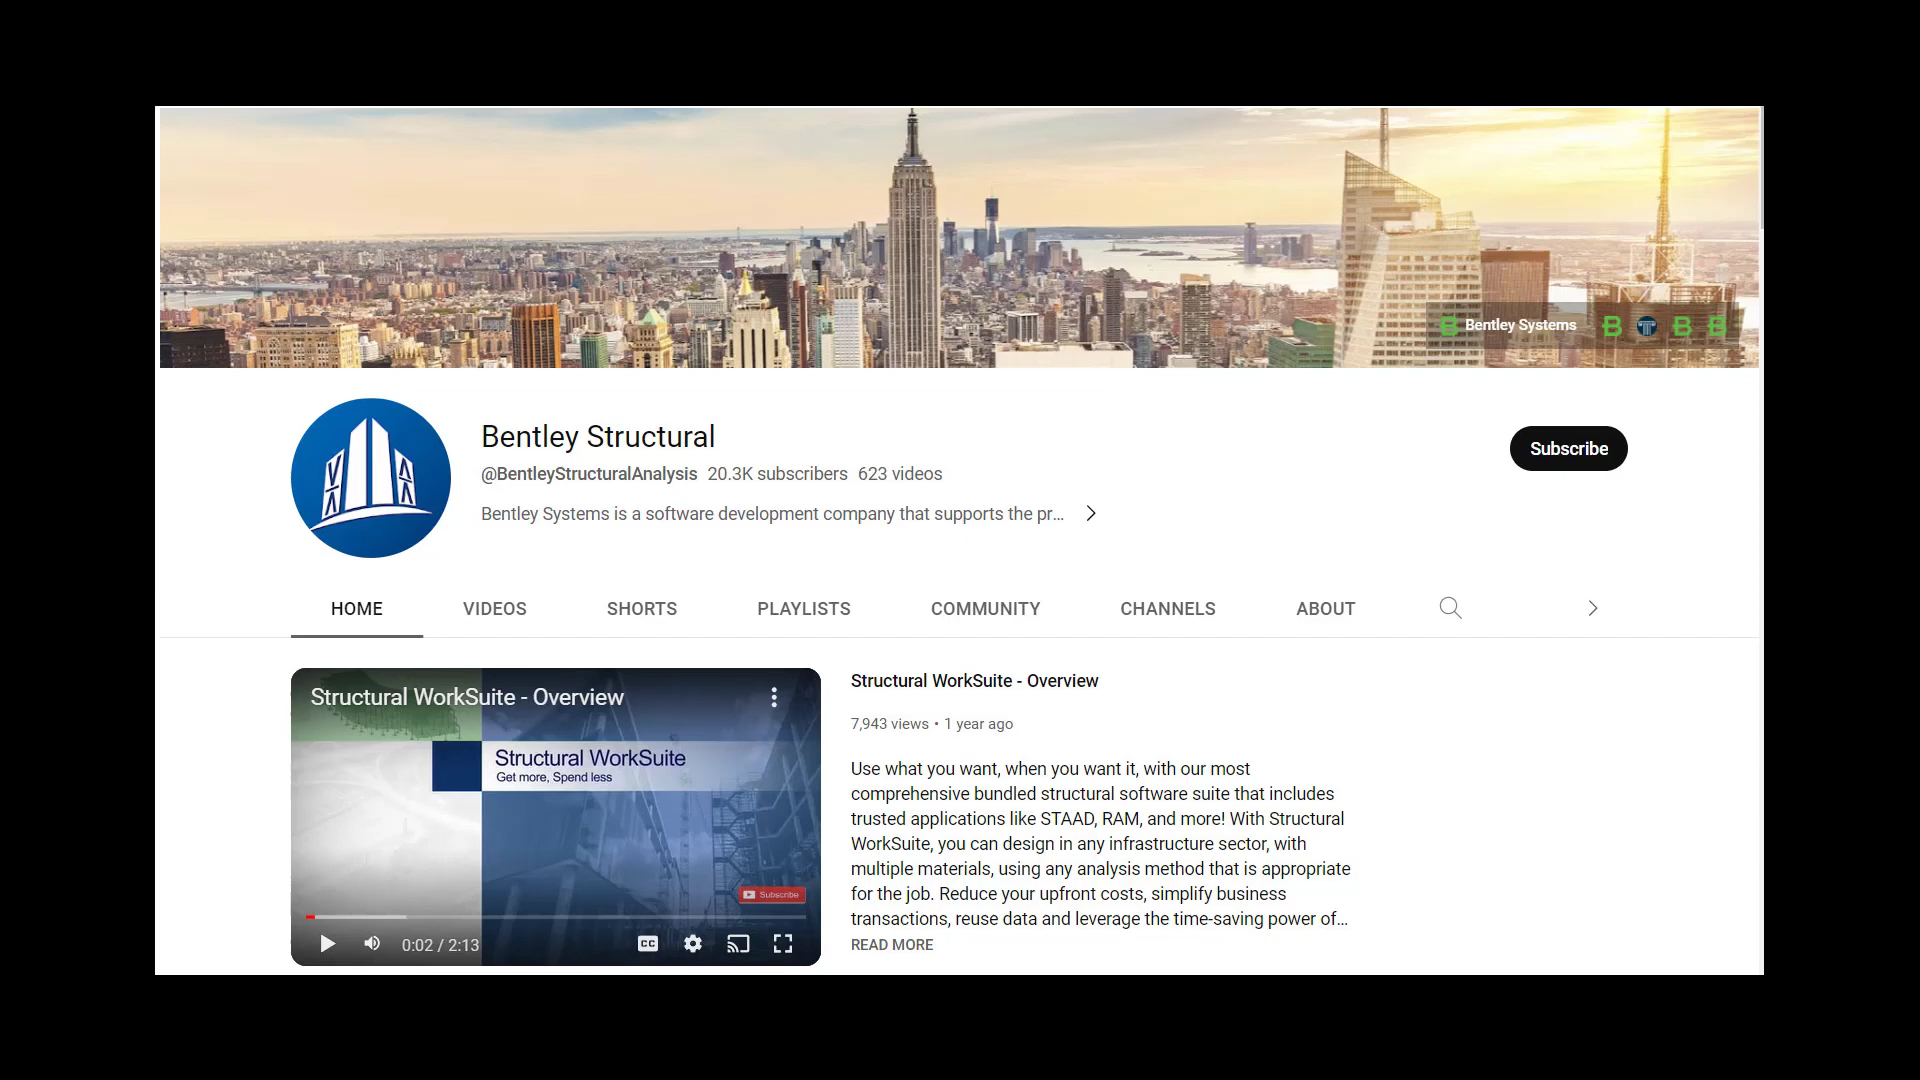 Bentley Systems
Bentley Structural
Subscribe
@BentleyStructuralAnalysis 20.3K subscribers 623 videos
Bentley Systems is a software development company that supports the pr...
HOME VIDEOS SHORTS PLAYLISTS COMMUNITY CHANNELS ABOUT
Structural WorkSuite - Overview
Structural WorkSuite
Get more, Spend less
Subscribe
0:02 / 2:13
CC
Structural WorkSuite - Overview
7,943 views • 1 year ago
Use what you want, when you want it, with our most
comprehensive bundled structural software suite that includes
trusted applications like STAAD, RAM, and more! With Structural
WorkSuite, you can design in any infrastructure sector, with
multiple materials, using any analysis method that is appropriate
for the job. Reduce your upfront costs, simplify business
transactions, reuse data and leverage the time-saving power of...
READ MORE